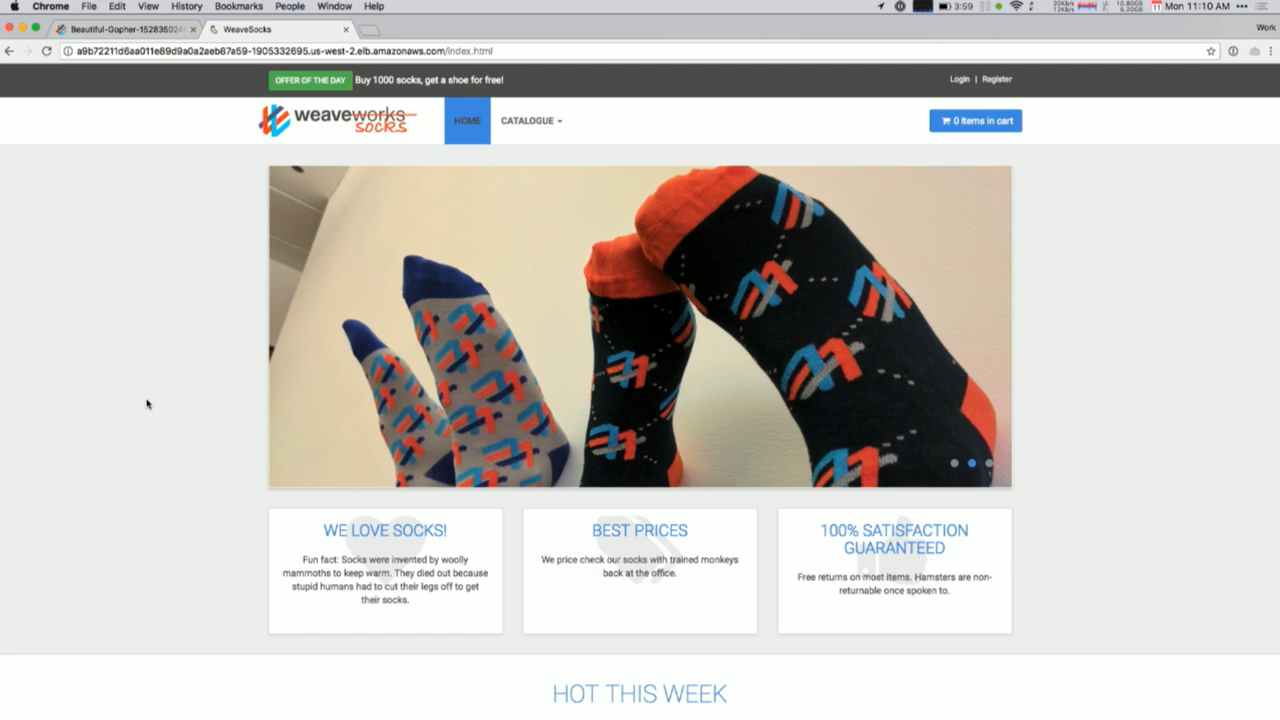 Chrome File Edit View History Bookmarks People Window Help
3:59
Mon 11:10 AM
Beautiful-Gopher-152835024
WeaveSocks
Work
a9b72211d6aa011e89d9a0a2aeb87a59-1905332695.us-west-2.elb.amazonaws.com/index.html
OFFER OF THE DAY Buy 1000 socks, get a shoe for free!
Login | Register
weaveworks
socks
HOME
CATALOGUE
0 items in cart
WE LOVE SOCKS!
Fun fact: Socks were invented by woolly
mammoths to keep warm. They died out because
stupid humans had to cut their legs off to get
their socks.
BEST PRICES
We price check our socks with trained monkeys
back at the office.
100% SATISFACTION
GUARANTEED
Free returns on most items. Hamsters are non-
returnable once spoken to.
HOT THIS WEEK